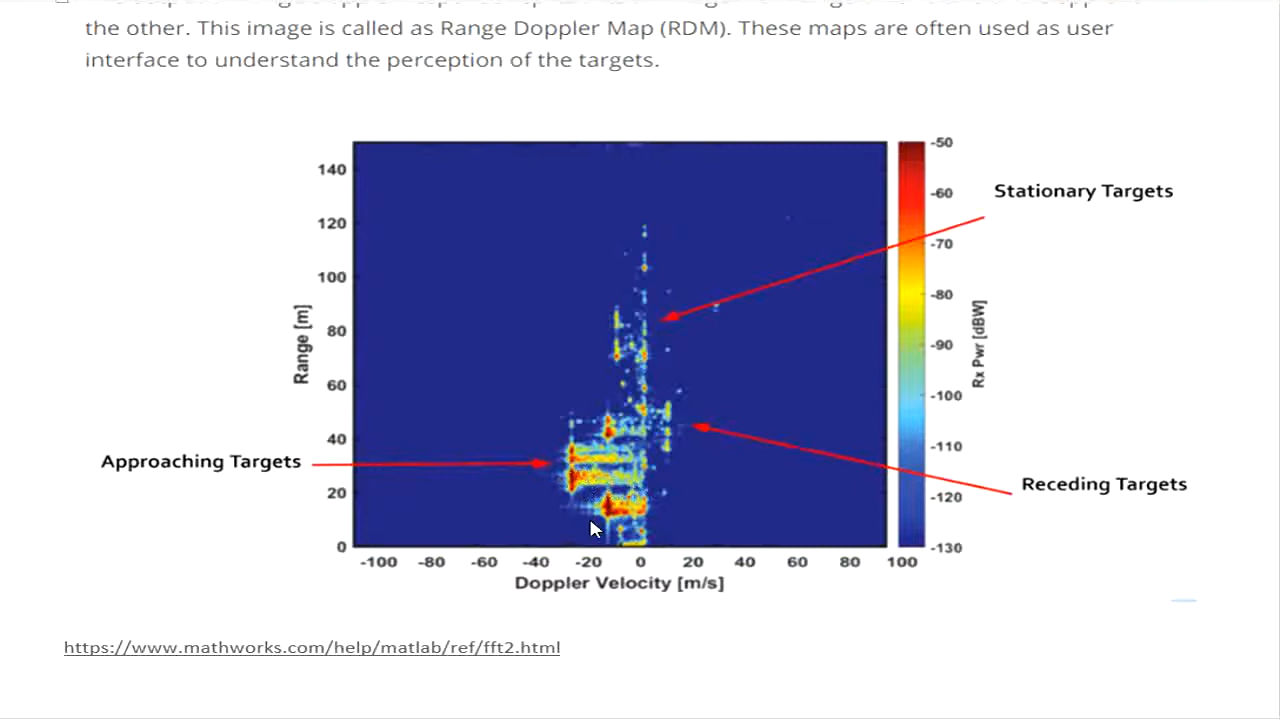 the other. This image is called as Range Doppler Map (RDM). These maps are often used as user
interface to understand the perception of the targets.
Stationary Targets
Approaching Targets
Receding Targets
Range [m]
140
120
100
80
60
40
20
0
-100 -80 -60 -40 -20 0 20 40 60 80 100
Doppler Velocity [m/s]
-50
-60
-70
-80
-90
-100
-110
-120
-130
Rx Pwr [dBW]
https://www.mathworks.com/help/matlab/ref/fft2.html